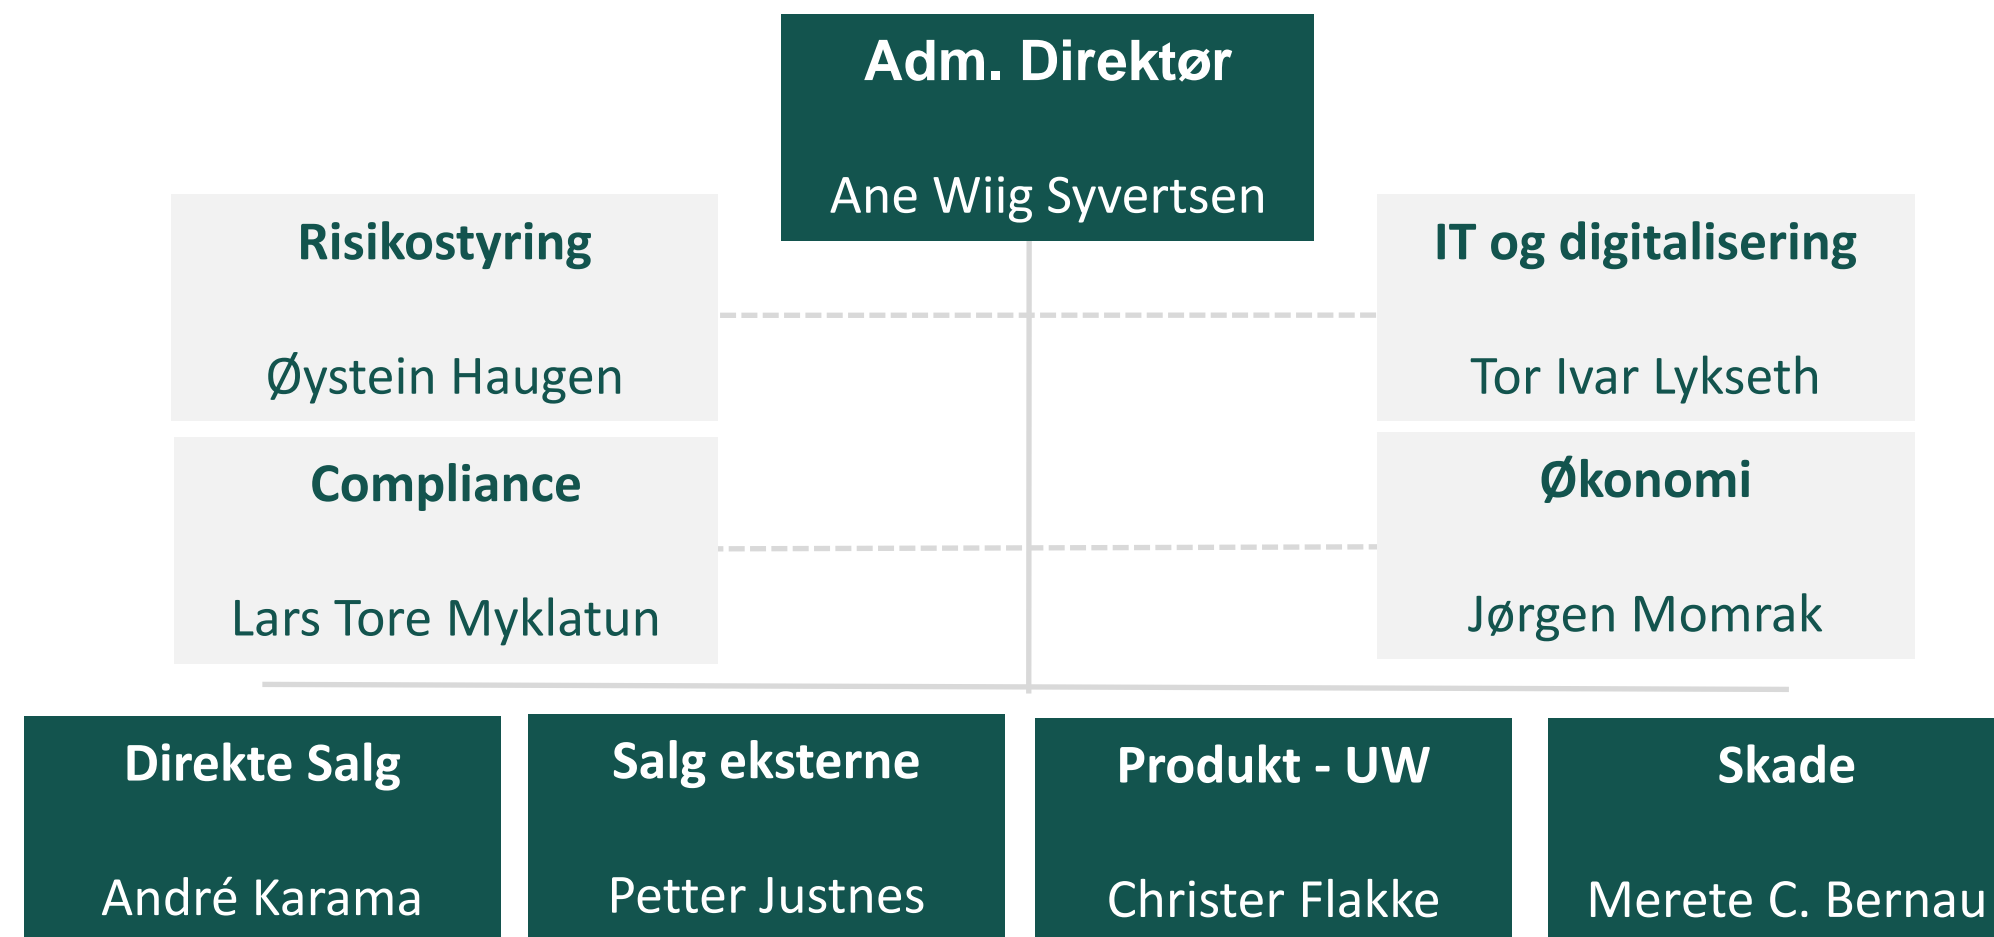 Adm. Direktør
Ane Wiig Syvertsen
Risikostyring
Øystein Haugen
IT og digitalisering
Tor Ivar Lykseth
Compliance
Lars Tore Myklatun
Økonomi
Jørgen Momrak
Direkte Salg
André Karama
Salg eksterne
Petter Justnes
Produkt - UW
Christer Flakke
Skade
Merete C. Bernau